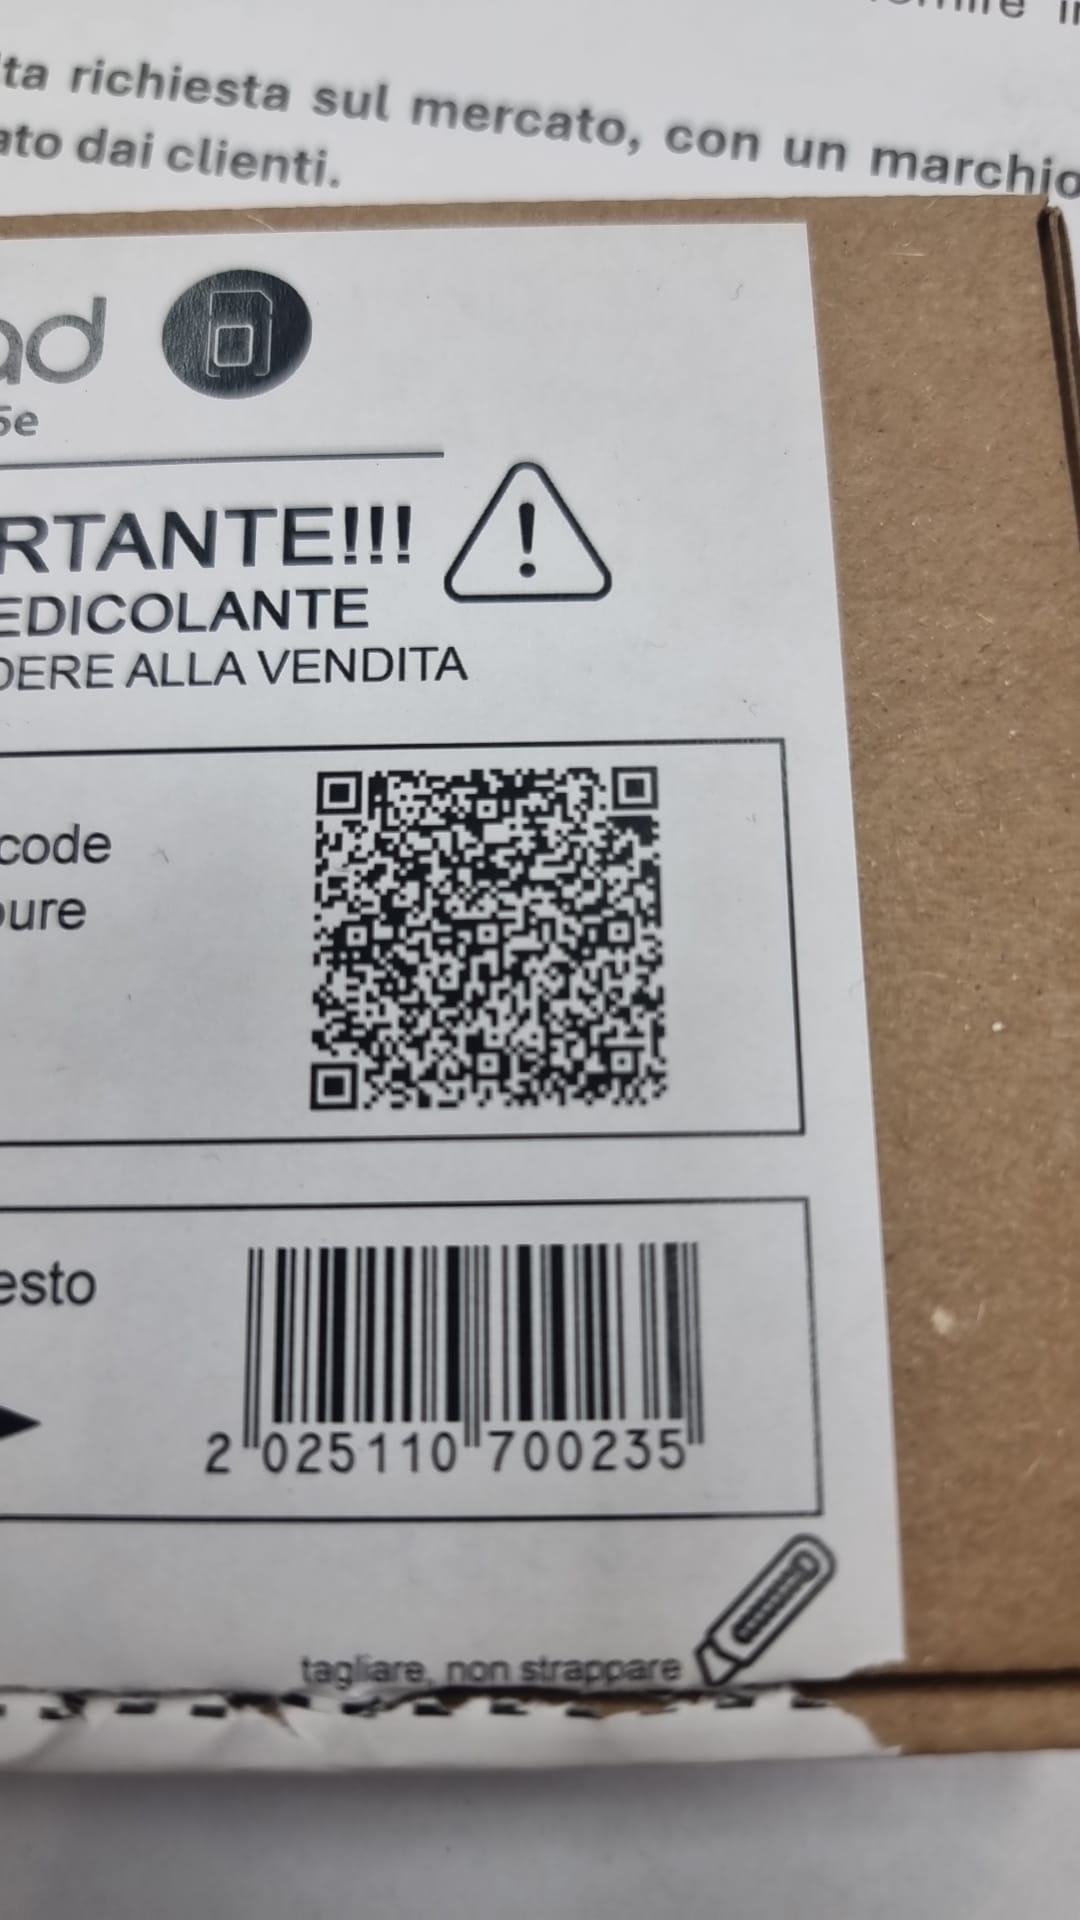 ta richiesta sul mercato, con un marchio
ato dai clienti.
ad
5e
RTANTE!!!
EDICOLANTE
DERE ALLA VENDITA
code
pure
esto
2 025110 700235
tagliare, non strappare